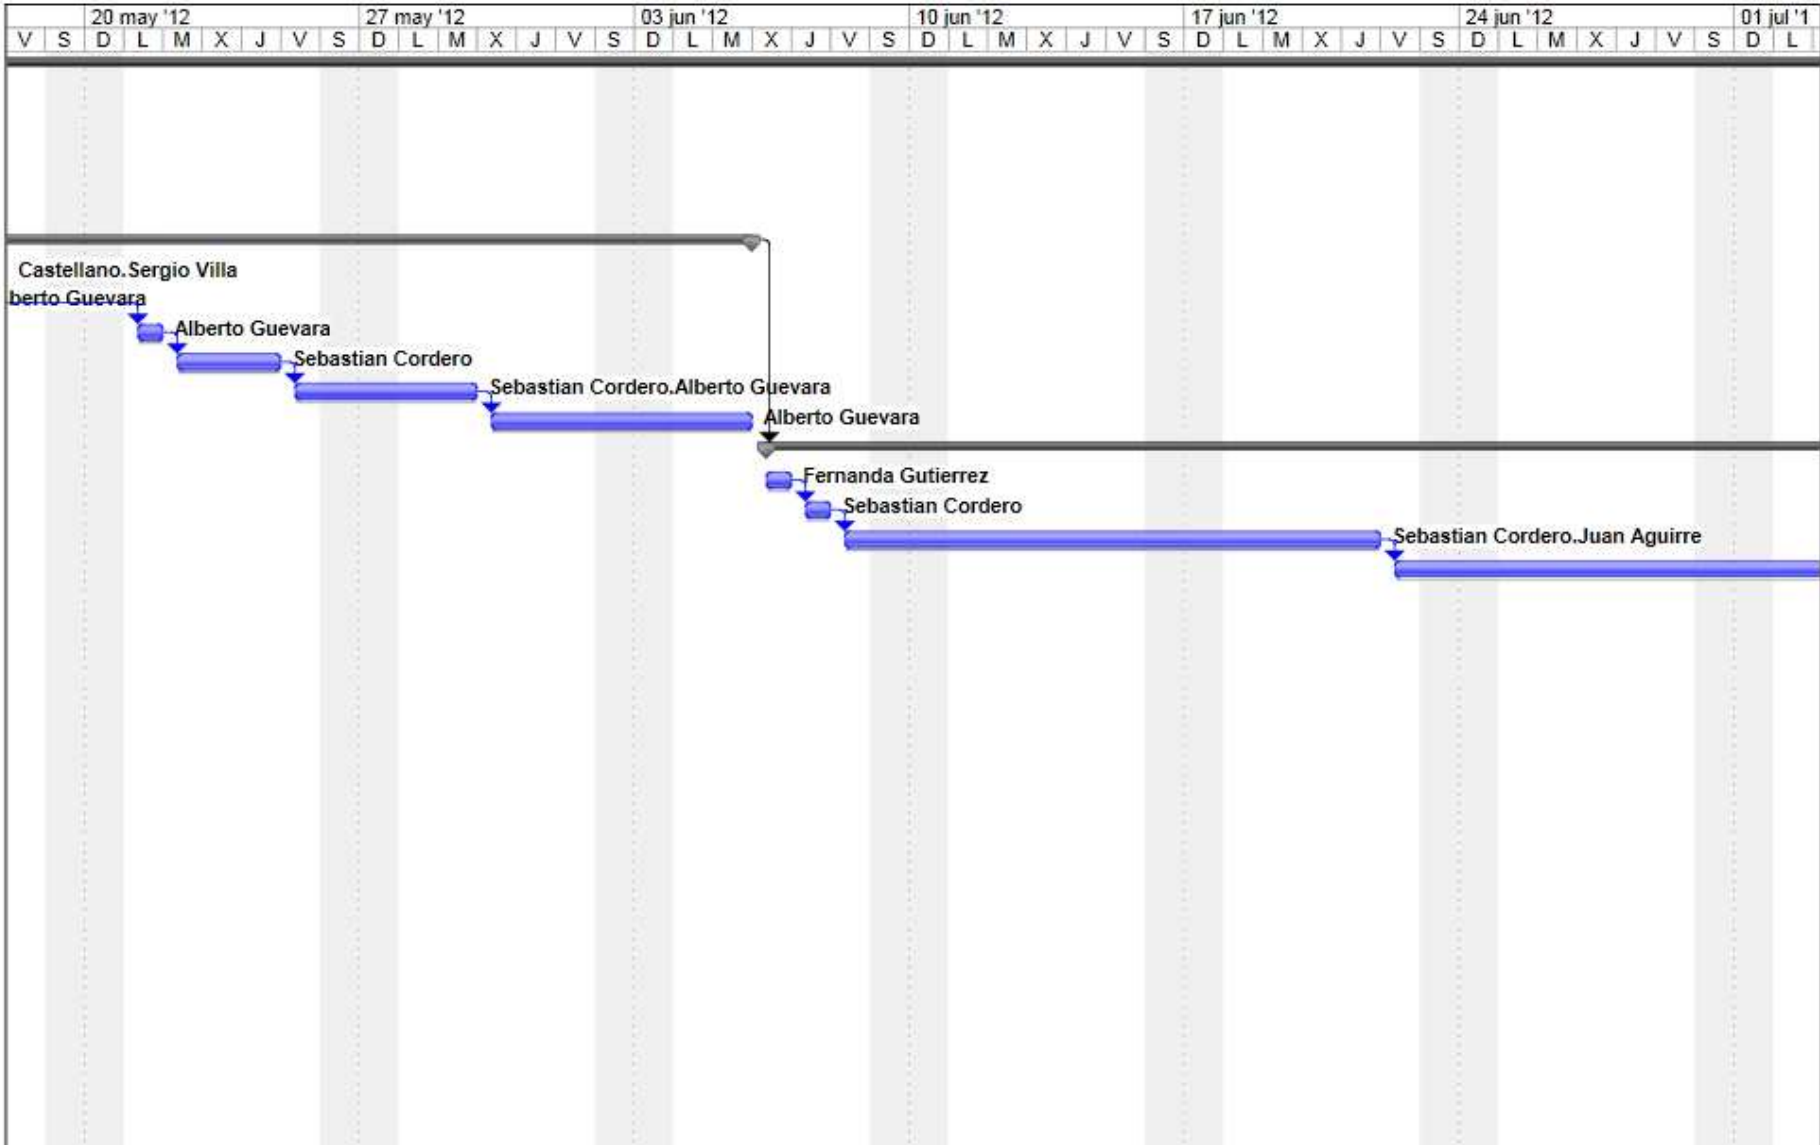 20 may '12 27 may '12 03 jun '12 10 jun '12 17 jun '12 24 jun '12 01 jul '1
V S D L M X J V S D L M X J V S D L M X J V S D L M X J V S D L M X J V S D L M X J V S D L
Castellano.Sergio Villa
berto Guevara
Alberto Guevara
Sebastian Cordero
Sebastian Cordero.Alberto Guevara
Alberto Guevara
Fernanda Gutierrez
Sebastian Cordero
Sebastian Cordero.Juan Aguirre